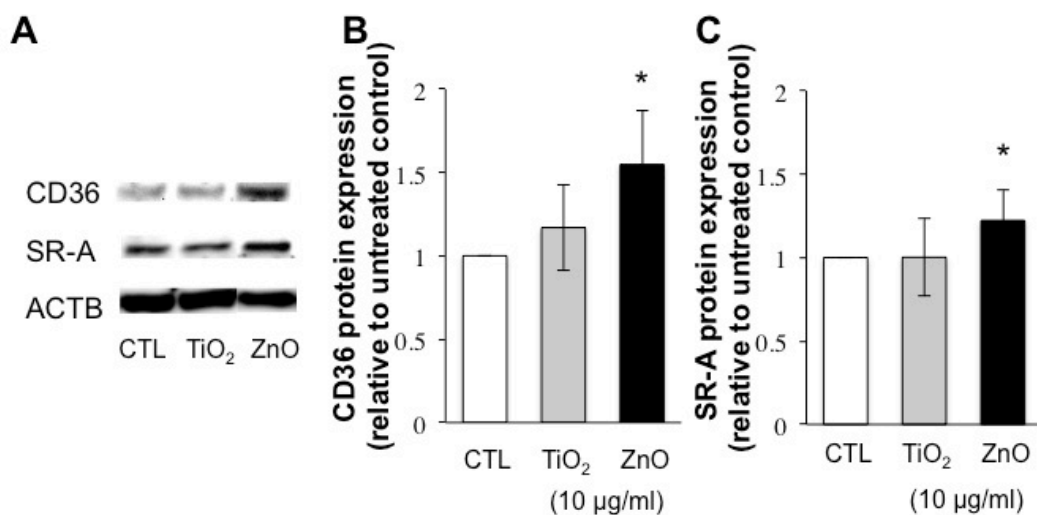 A
CD36
SR-A
ACTB
CTL TiO₂ ZnO
B
CD36 protein expression
(relative to untreated control)
2
1.5
1
0.5
0
*
CTL TiO₂ ZnO
(10 µg/ml)
C
SR-A protein expression
(relative to untreated control)
2
1.5
1
0.5
0
*
CTL TiO₂ ZnO
(10 µg/ml)